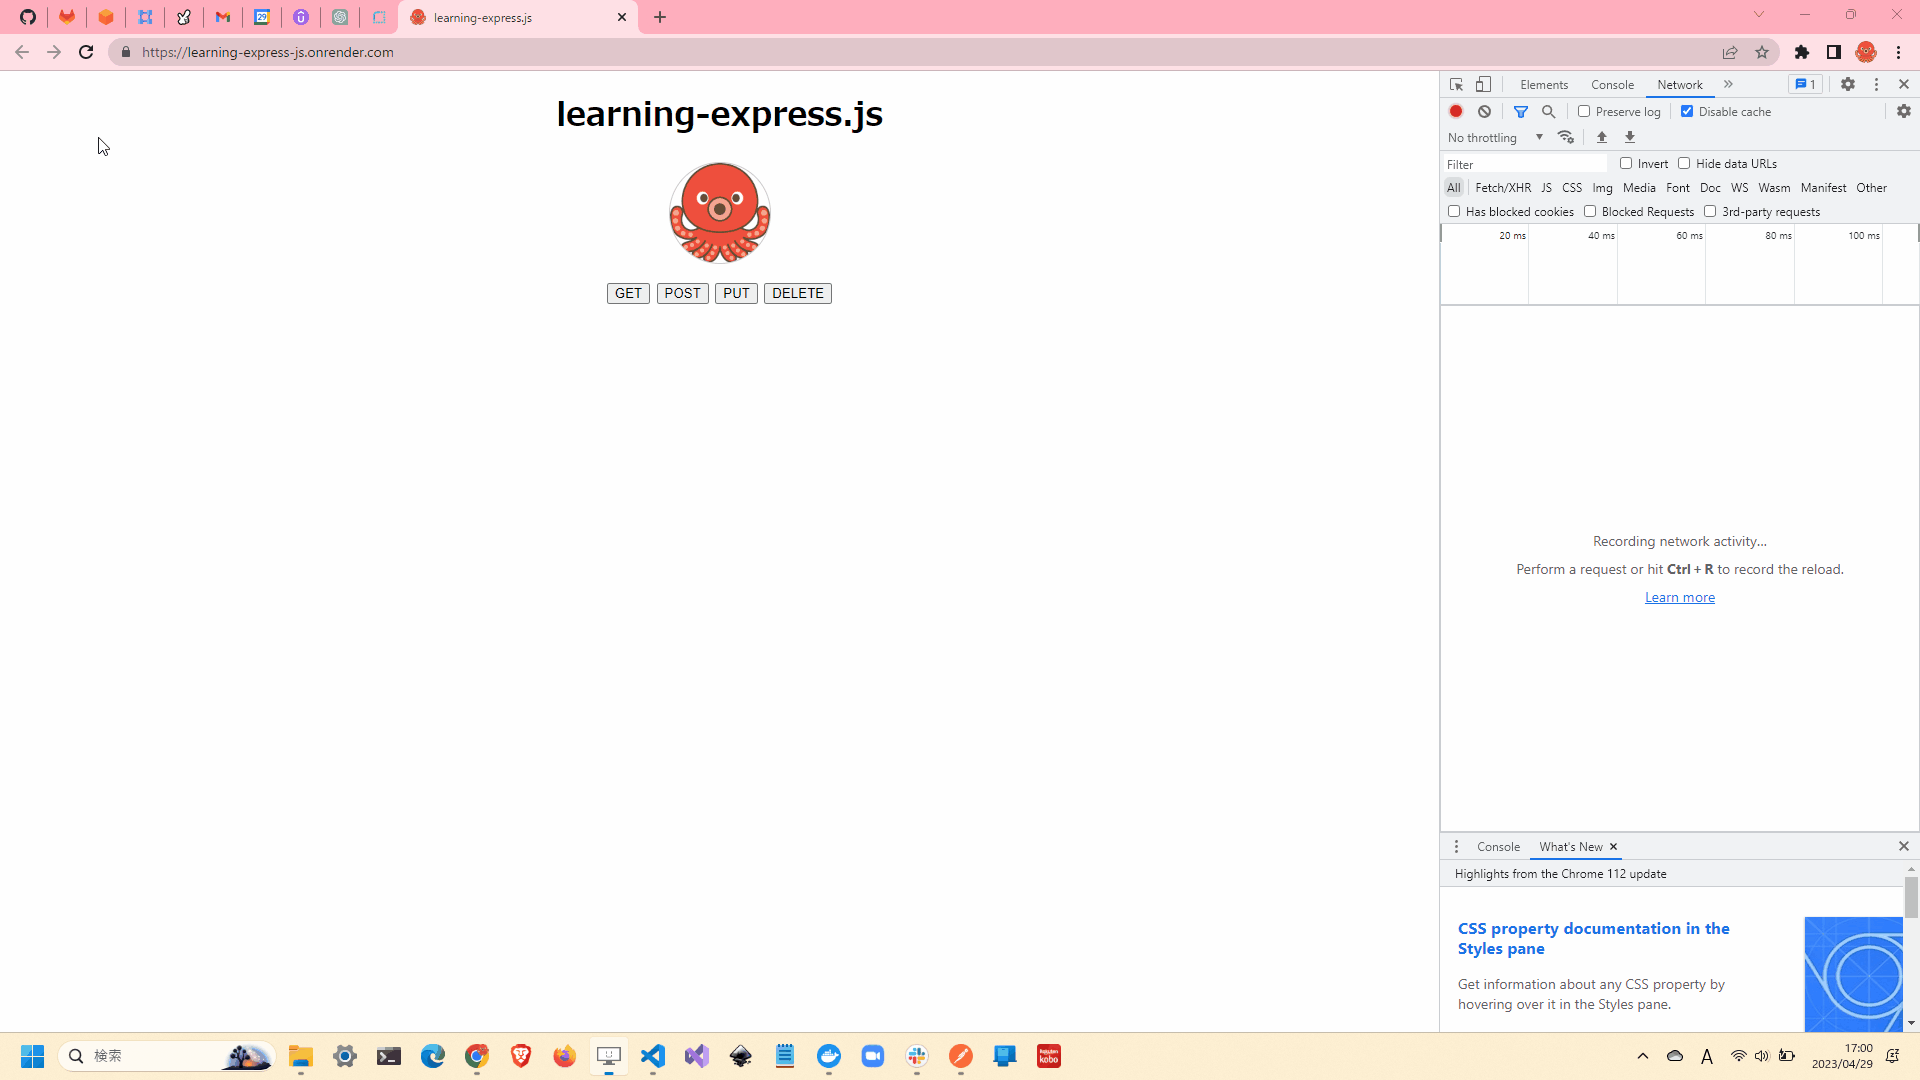 learning-express.js
https://learning-express-js.onrender.com
learning-express.js
GET POST PUT DELETE
Elements Console Network 1
Preserve log Disable cache
No throttling
Filter Invert Hide data URLs
All Fetch/XHR JS CSS Img Media Font Doc WS Wasm Manifest Other
Has blocked cookies Blocked Requests 3rd-party requests
20 ms 40 ms 60 ms 80 ms 100 ms
Recording network activity...
Perform a request or hit Ctrl + R to record the reload.
Learn more
Console What's New
Highlights from the Chrome 112 update
CSS property documentation in the
Styles pane
Get information about any CSS property by
hovering over it in the Styles pane.
検索
A
17:00
2023/04/29